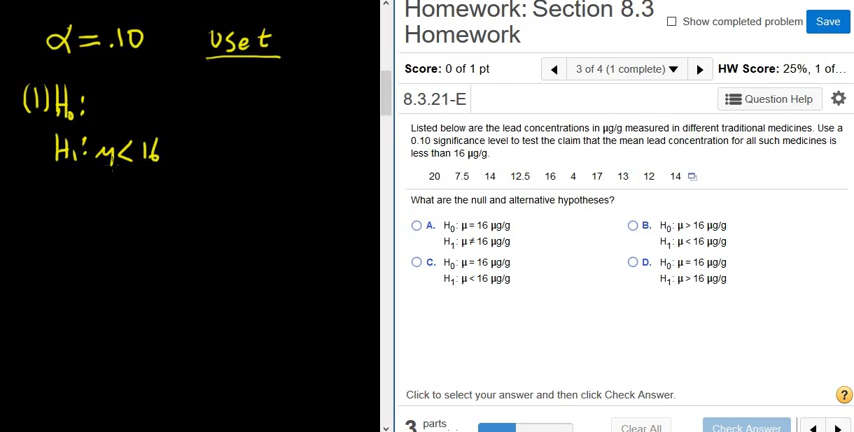 α = .10 use t
(1) H₀:
H₁: μ < 16
Homework: Section 8.3
Homework
Show completed problem
Save
Score: 0 of 1 pt
3 of 4 (1 complete)
HW Score: 25%, 1 of...
8.3.21-E
Question Help
Listed below are the lead concentrations in µg/g measured in different traditional medicines. Use a
0.10 significance level to test the claim that the mean lead concentration for all such medicines is
less than 16 µg/g.
20 7.5 14 12.5 16 4 17 13 12 14
What are the null and alternative hypotheses?
A. H₀: µ = 16 µg/g
H₁: µ ≠ 16 µg/g
B. H₀: µ > 16 µg/g
H₁: µ < 16 µg/g
C. H₀: µ = 16 µg/g
H₁: µ < 16 µg/g
D. H₀: µ = 16 µg/g
H₁: µ > 16 µg/g
Click to select your answer and then click Check Answer.
?
3 parts
Clear All
Check Answer